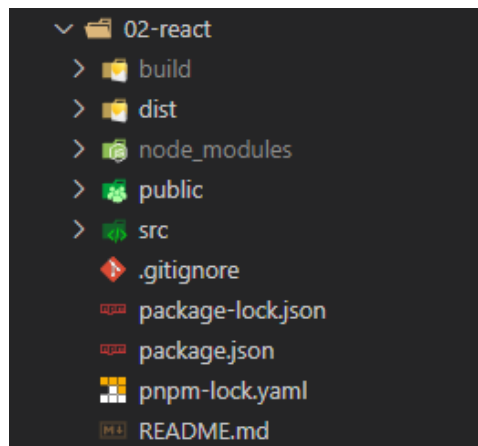 02-react
build
dist
node_modules
public
src
.gitignore
package-lock.json
package.json
pnpm-lock.yaml
README.md